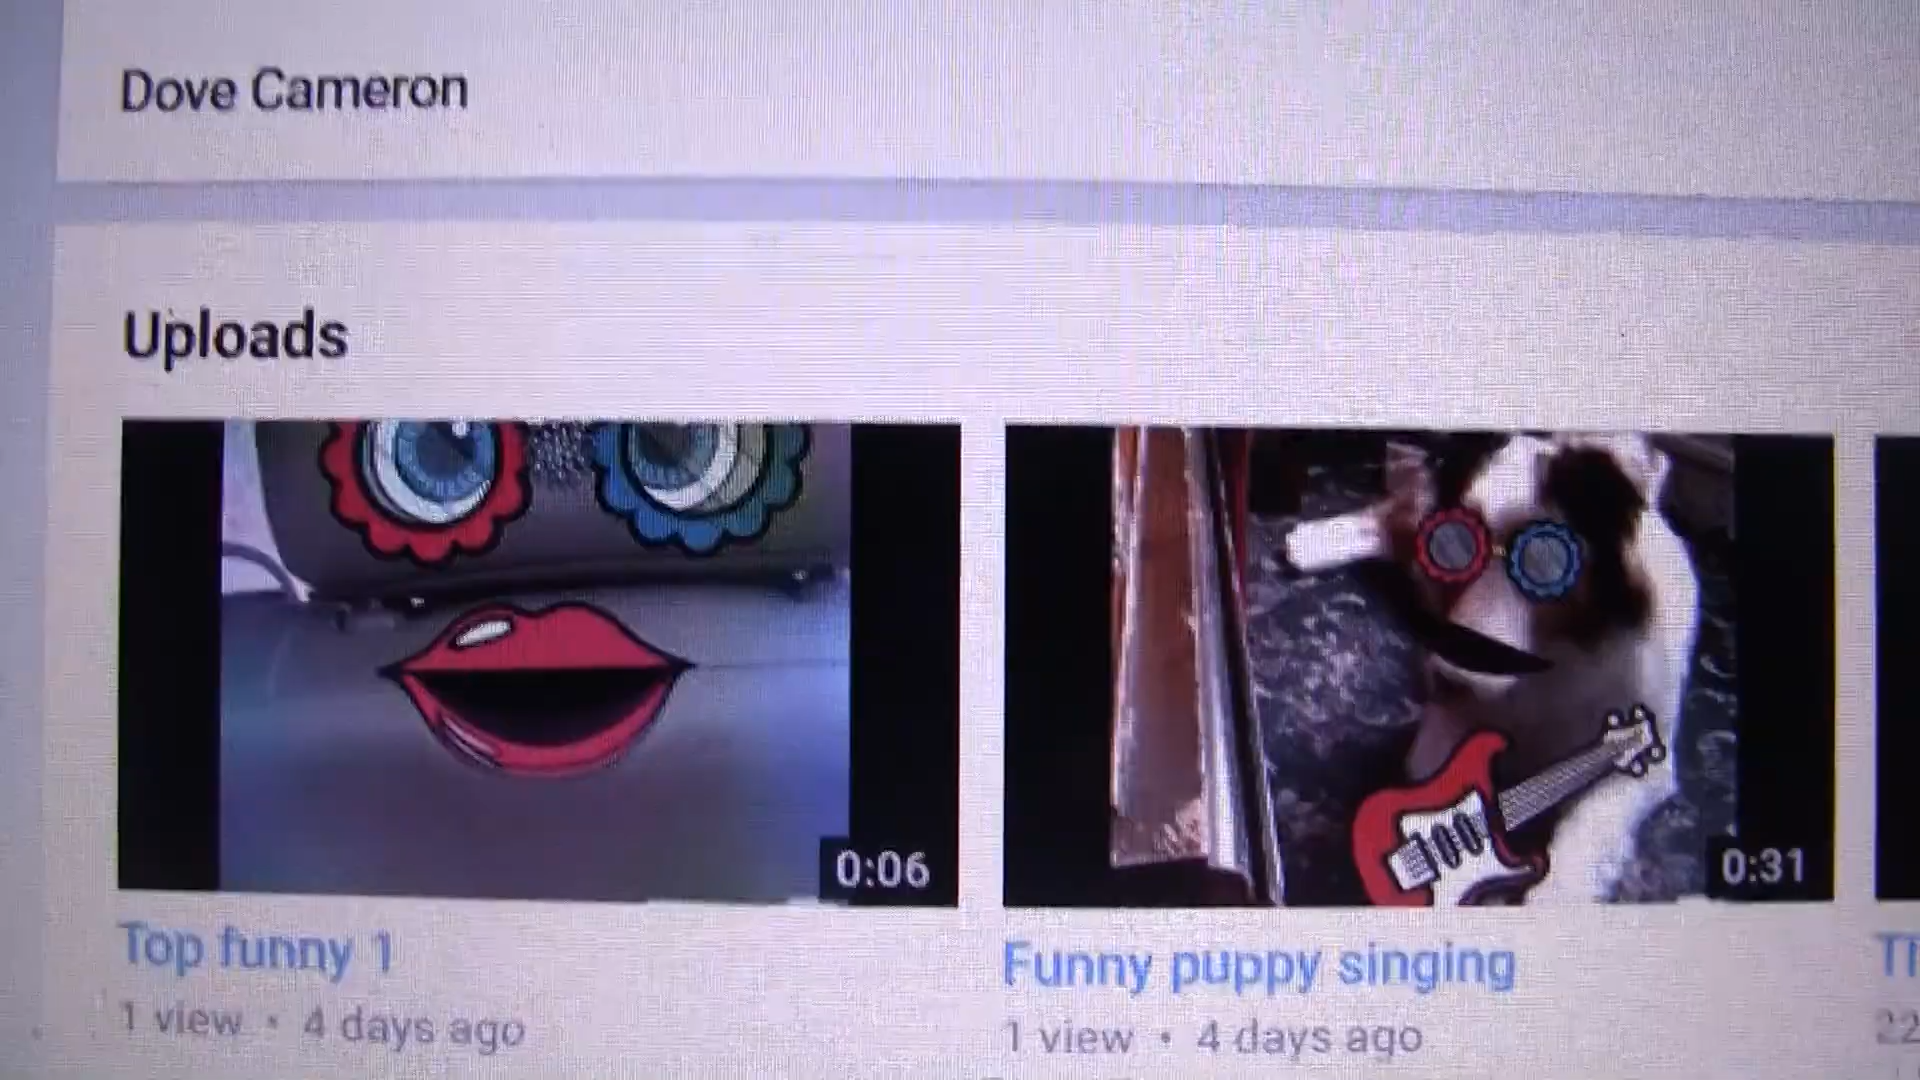 Dove Cameron
Uploads
0:06
0:31
Top funny 1
Funny puppy singing
1 view • 4 days ago
1 view • 4 days ago
22